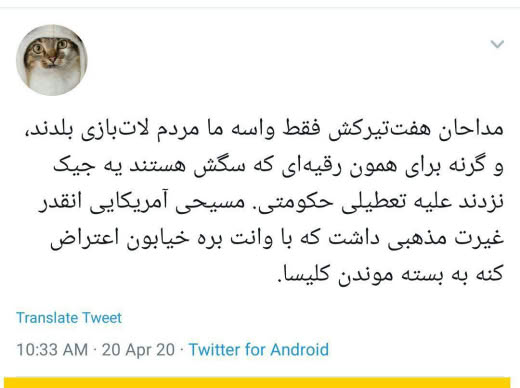 مداحان هفت‌تیرکش فقط واسه ما مردم لات‌بازی بلدند،
و گرنه برای همون رقیه‌ای که سگش هستند یه جیک
نزدند علیه تعطیلی حکومتی. مسیحی آمریکایی انقدر
غیرت مذهبی داشت که با وانت بره خیابون اعتراض
کنه به بسته موندن کلیسا.
Translate Tweet
10:33 AM · 20 Apr 20 · Twitter for Android